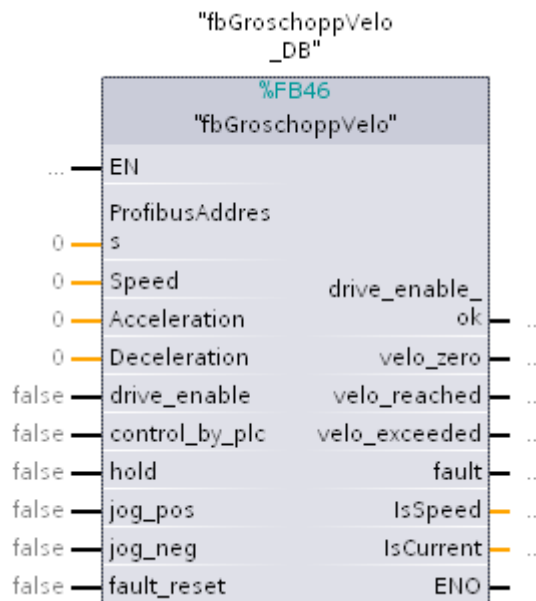 "fbGroschoppVelo
_DB"
%FB46
"fbGroschoppVelo"
... EN
ProfibusAddres
0 s
0 Speed
drive_enable_
0 Acceleration ok ...
0 Deceleration velo_zero ...
false drive_enable velo_reached ...
false control_by_plc velo_exceeded ...
false hold fault ...
false jog_pos IsSpeed ...
false jog_neg IsCurrent ...
false fault_reset ENO